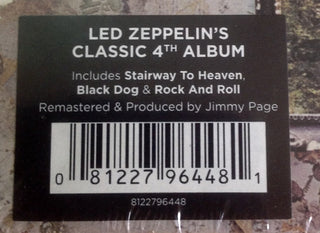 LED ZEPPELIN'S
CLASSIC 4TH ALBUM
Includes Stairway To Heaven,
Black Dog & Rock And Roll
Remastered & Produced by Jimmy Page
0 81227 96448 1
8122796448